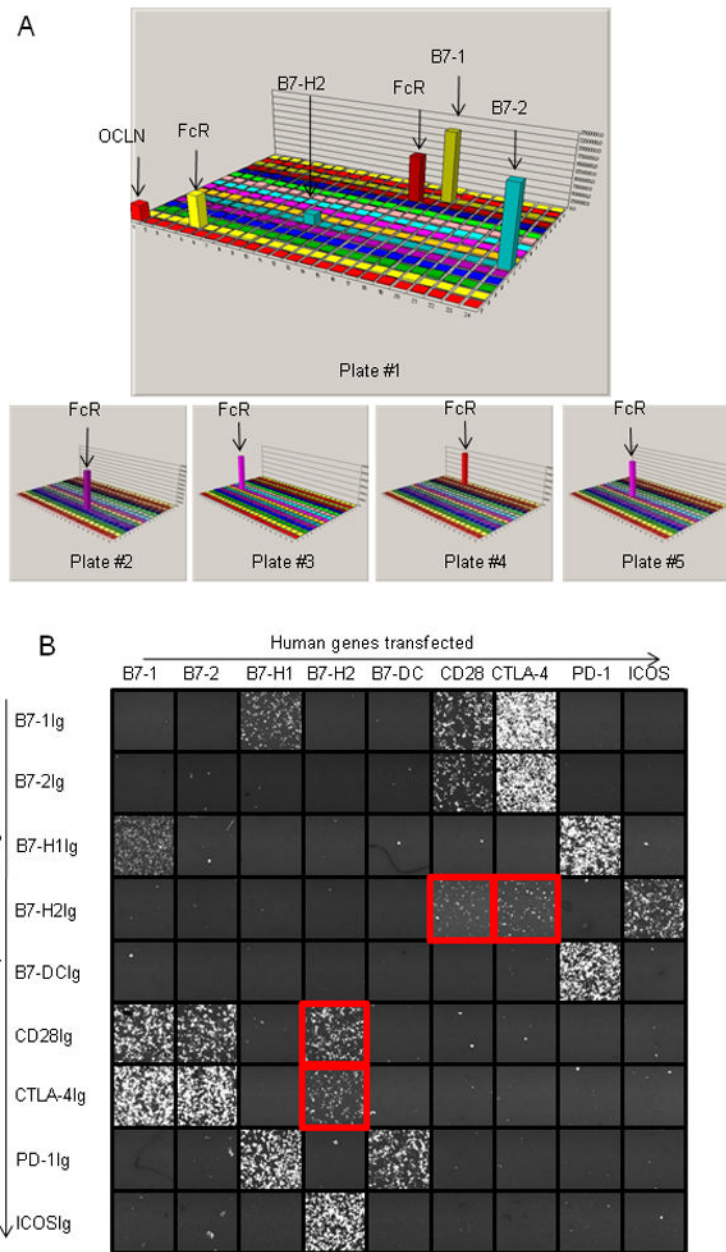 A
B7-1
B7-H2
FcR
B7-2
OCLN
FcR
Plate #1
FcR
FcR
FcR
FcR
Plate #2
Plate #3
Plate #4
Plate #5
B
Human genes transfected
B7-1 B7-2 B7-H1 B7-H2 B7-DC CD28 CTLA-4 PD-1 ICOS
B7-1Ig
B7-2Ig
B7-H1Ig
B7-H2Ig
B7-DCIg
CD28Ig
CTLA-4Ig
PD-1Ig
ICOSIg